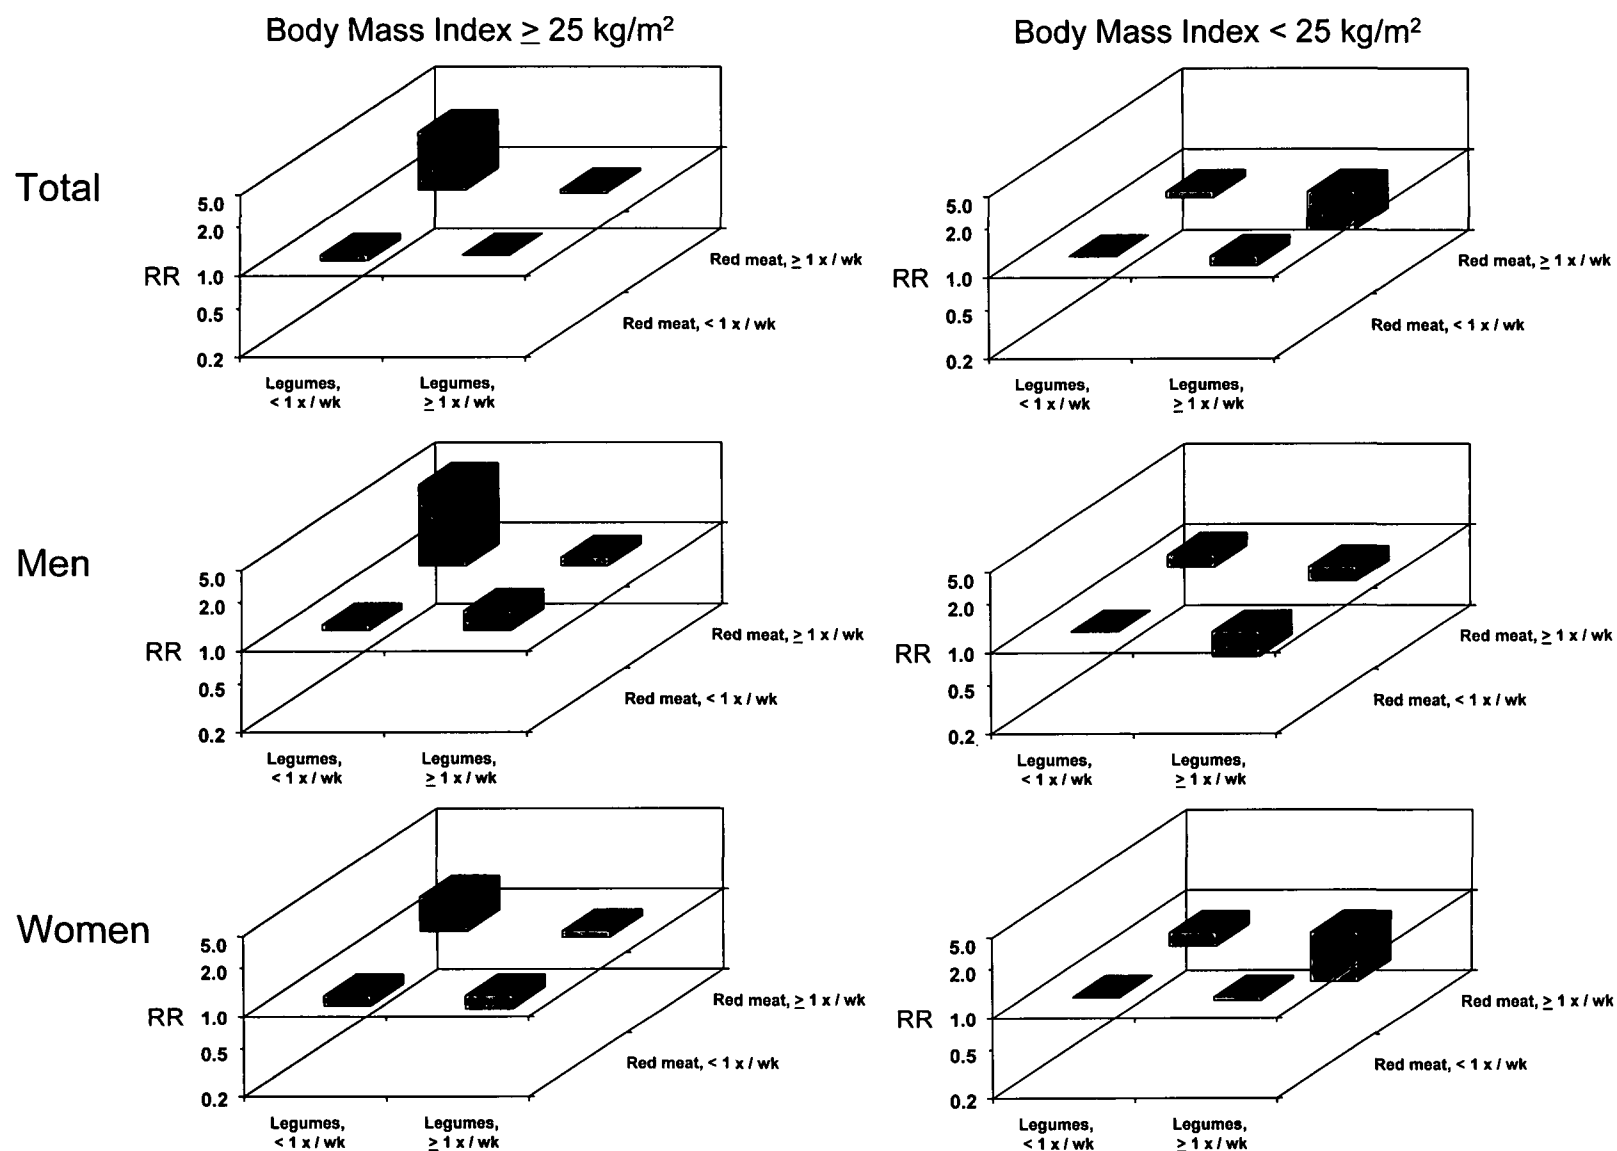 Body Mass Index ≥ 25 kg/m²
Body Mass Index < 25 kg/m²
Total
5.0
2.0
RR 1.0
0.5
0.2
Red meat, ≥ 1 x / wk
Red meat, < 1 x / wk
Legumes,
< 1 x / wk
Legumes,
≥ 1 x / wk
5.0
2.0
RR 1.0
0.5
0.2
Red meat, ≥ 1 x / wk
Red meat, < 1 x / wk
Legumes,
< 1 x / wk
Legumes,
≥ 1 x / wk
Men
5.0
2.0
RR 1.0
0.5
0.2
Red meat, ≥ 1 x / wk
Red meat, < 1 x / wk
Legumes,
< 1 x / wk
Legumes,
≥ 1 x / wk
5.0
2.0
RR 1.0
0.5
0.2
Red meat, ≥ 1 x / wk
Red meat, < 1 x / wk
Legumes,
< 1 x / wk
Legumes,
≥ 1 x / wk
Women
5.0
2.0
RR 1.0
0.5
0.2
Red meat, ≥ 1 x / wk
Red meat, < 1 x / wk
Legumes,
< 1 x / wk
Legumes,
≥ 1 x / wk
5.0
2.0
RR 1.0
0.5
0.2
Red meat, ≥ 1 x / wk
Red meat, < 1 x / wk
Legumes,
< 1 x / wk
Legumes,
≥ 1 x / wk